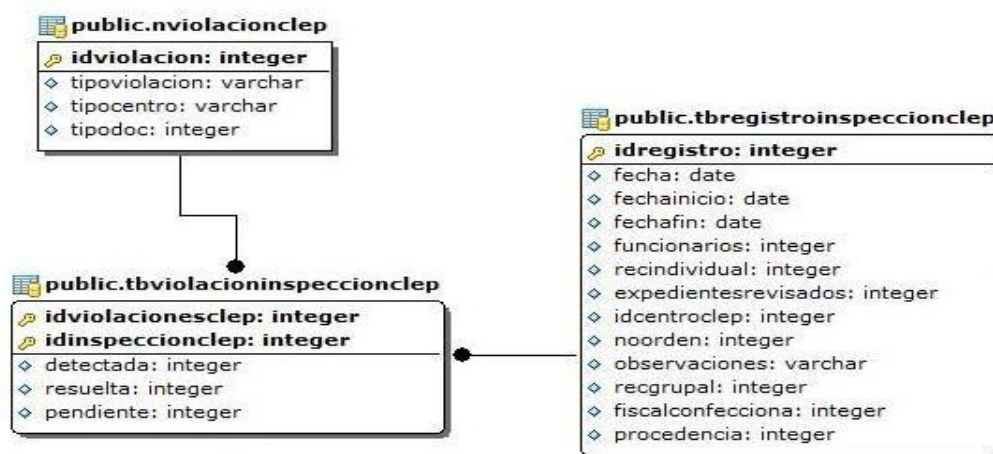 public.nviolacionclep
idviolacion: integer
tipoviolacion: varchar
tipocentro: varchar
tipodoc: integer
public.tbregistroinspeccionclep
idregistro: integer
fecha: date
fechainicio: date
fechafin: date
funcionarios: integer
recindividual: integer
expedientesrevisados: integer
idcentroclep: integer
noorden: integer
observaciones: varchar
recgrupal: integer
fiscalconfecciona: integer
procedencia: integer
public.tbviolacioninspeccionclep
idviolacionesclep: integer
idinspeccionclep: integer
detectada: integer
resuelta: integer
pendiente: integer